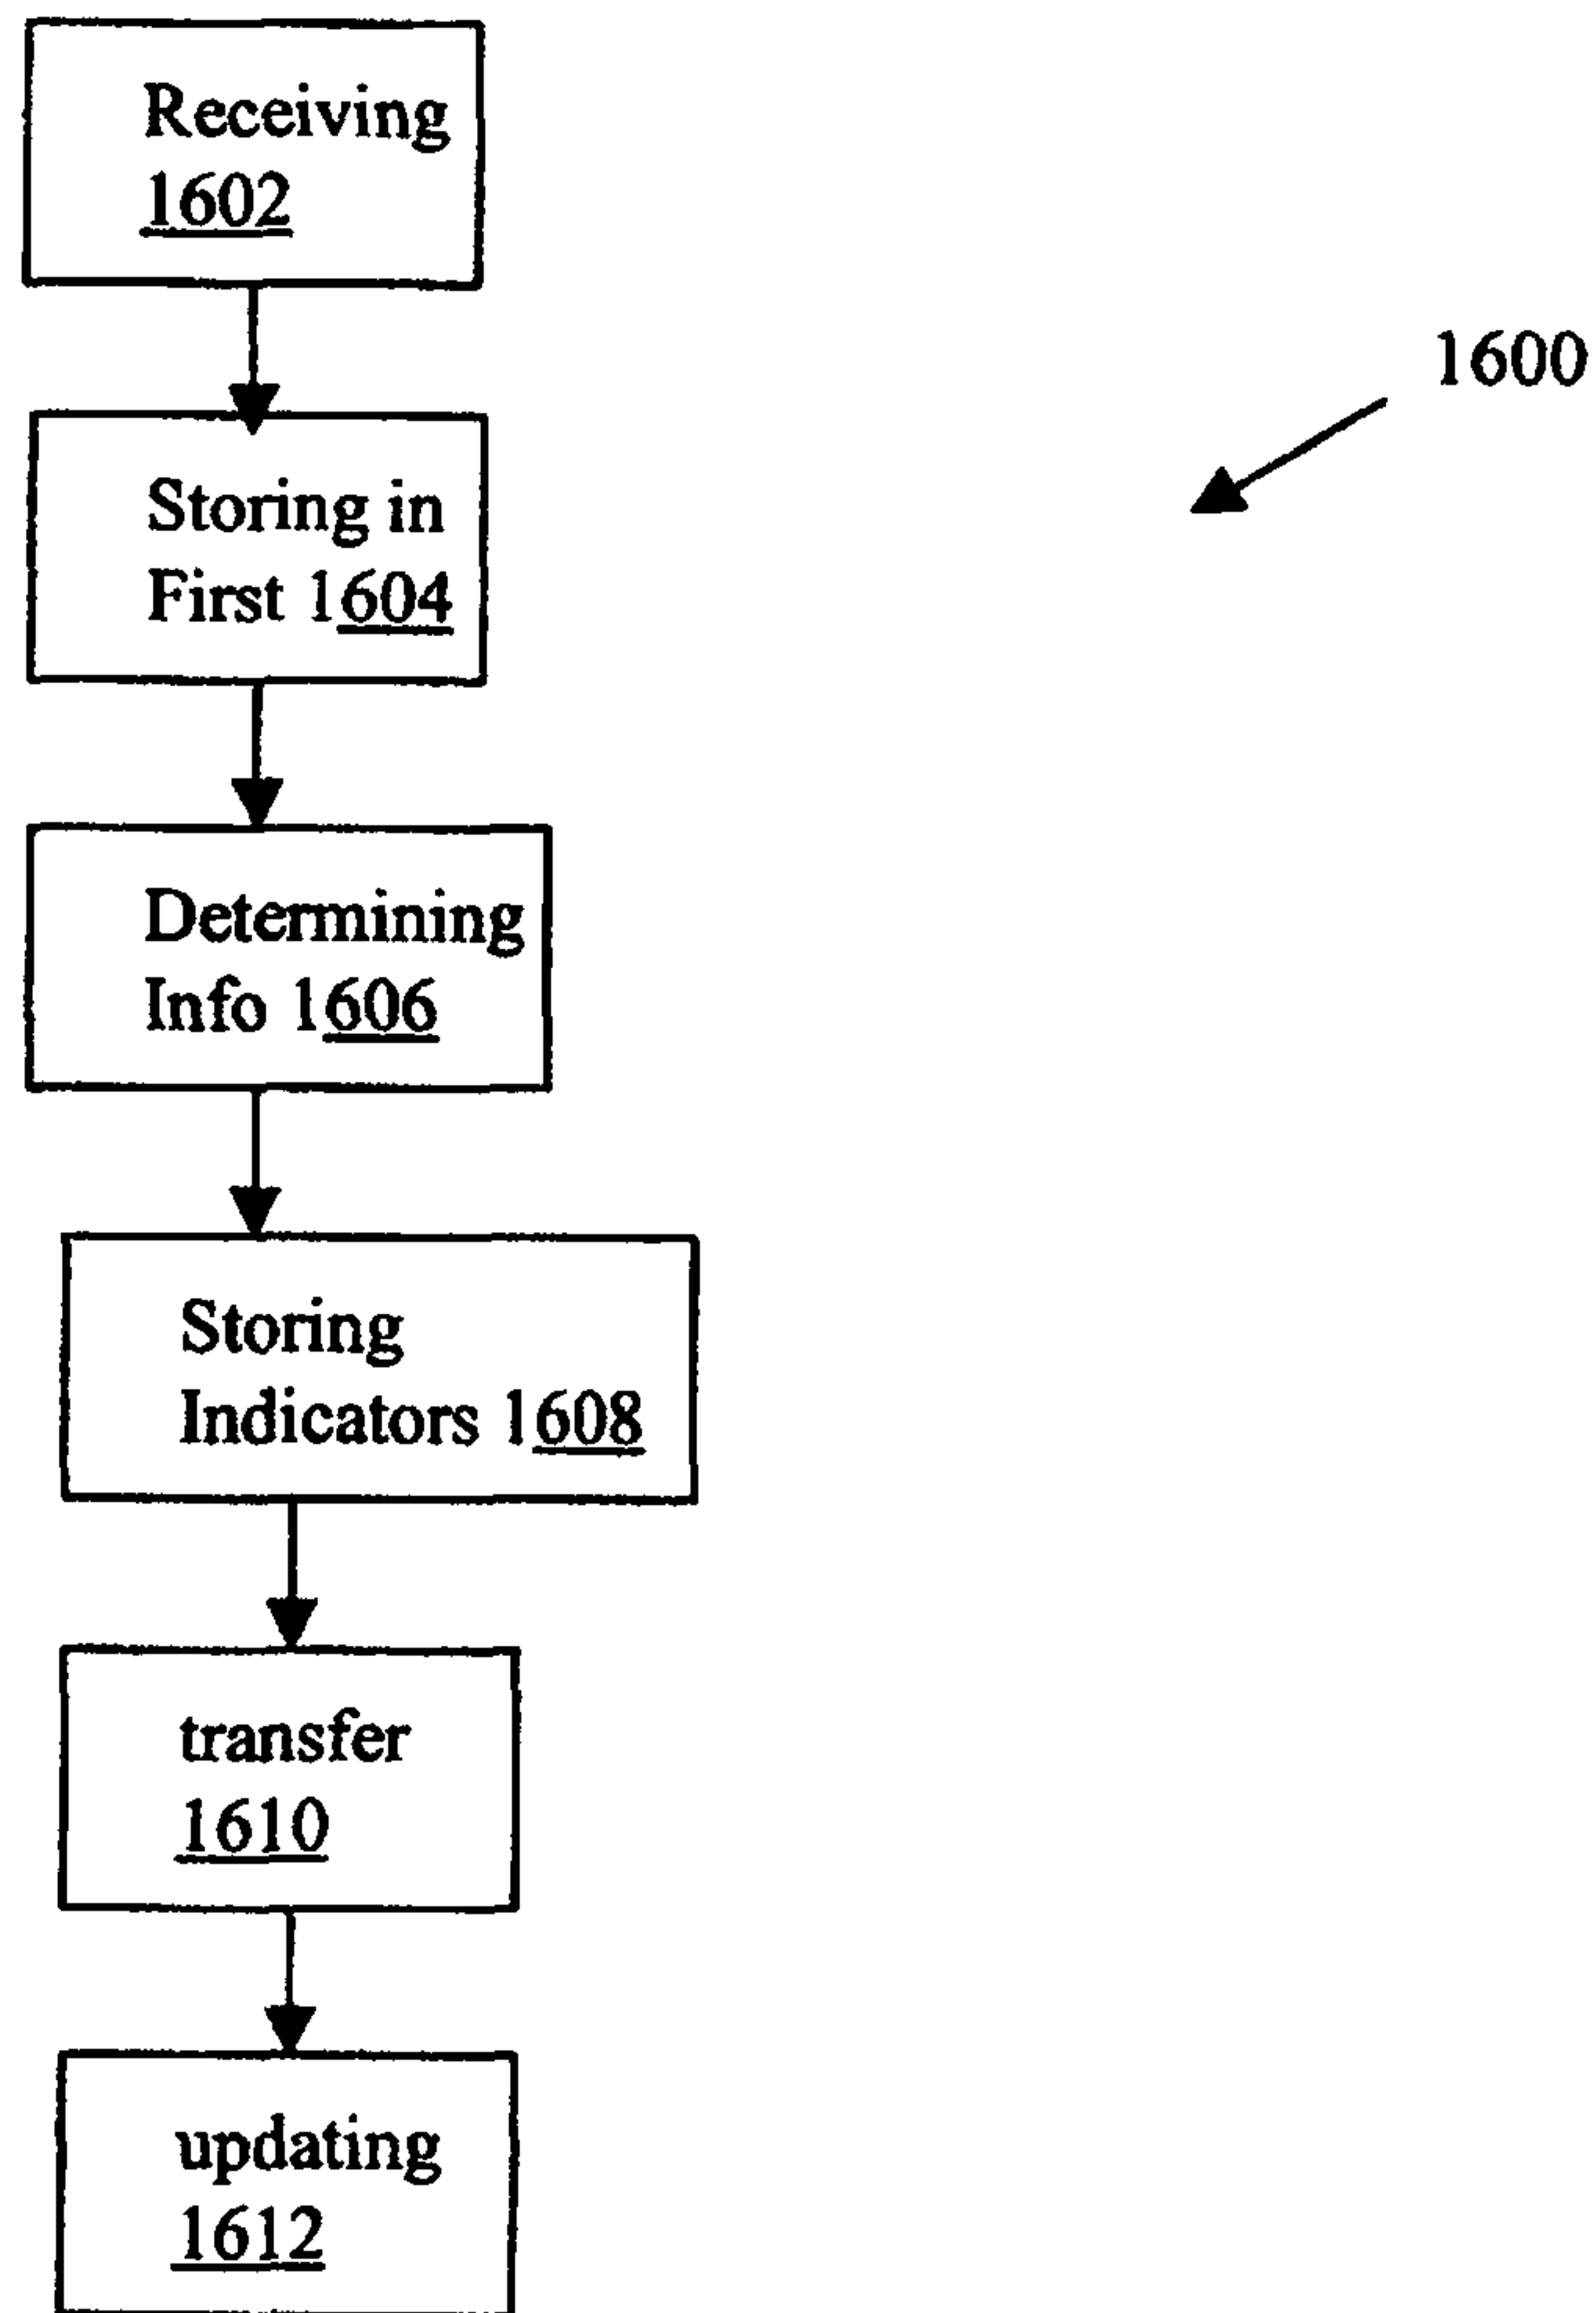 Receiving
1602
1600
Storing in
First 1604
Determining
Info 1606
Storing
Indicators 1608
transfer
1610
updating
1612